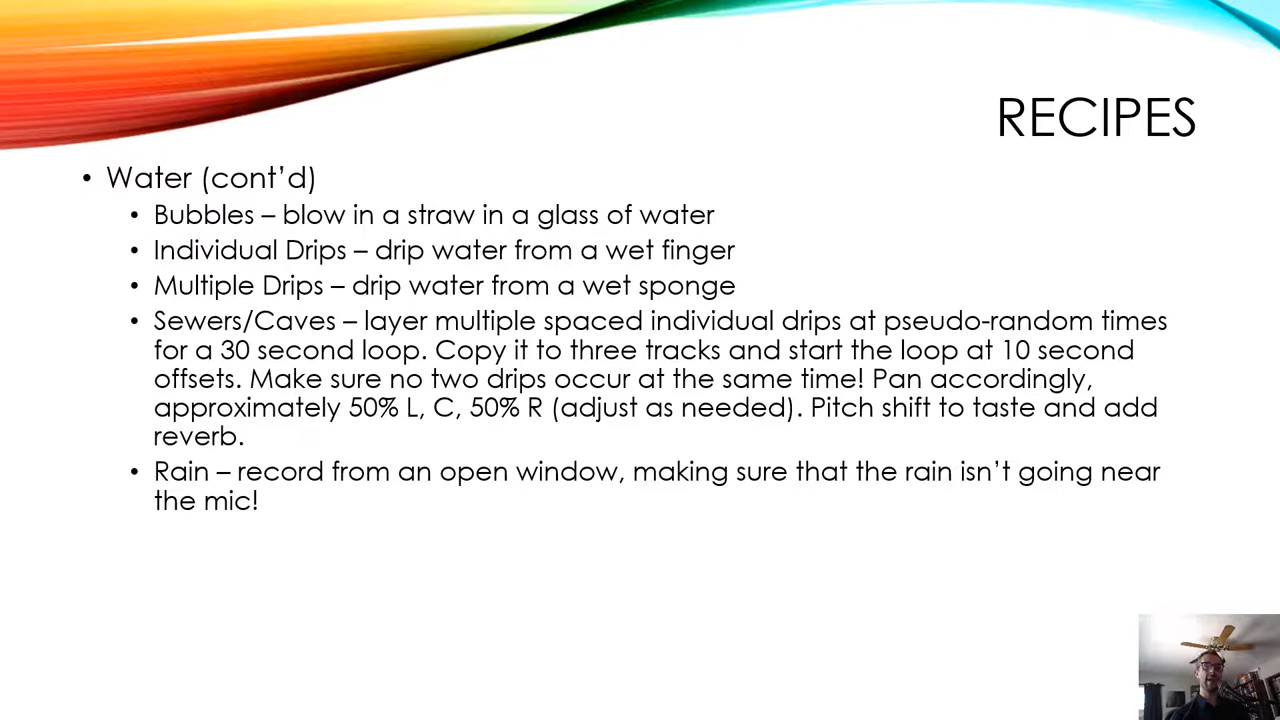 RECIPES
• Water (cont’d)
• Bubbles – blow in a straw in a glass of water
• Individual Drips – drip water from a wet finger
• Multiple Drips – drip water from a wet sponge
• Sewers/Caves – layer multiple spaced individual drips at pseudo-random times
for a 30 second loop. Copy it to three tracks and start the loop at 10 second
offsets. Make sure no two drips occur at the same time! Pan accordingly,
approximately 50% L, C, 50% R (adjust as needed). Pitch shift to taste and add
reverb.
• Rain – record from an open window, making sure that the rain isn’t going near
the mic!